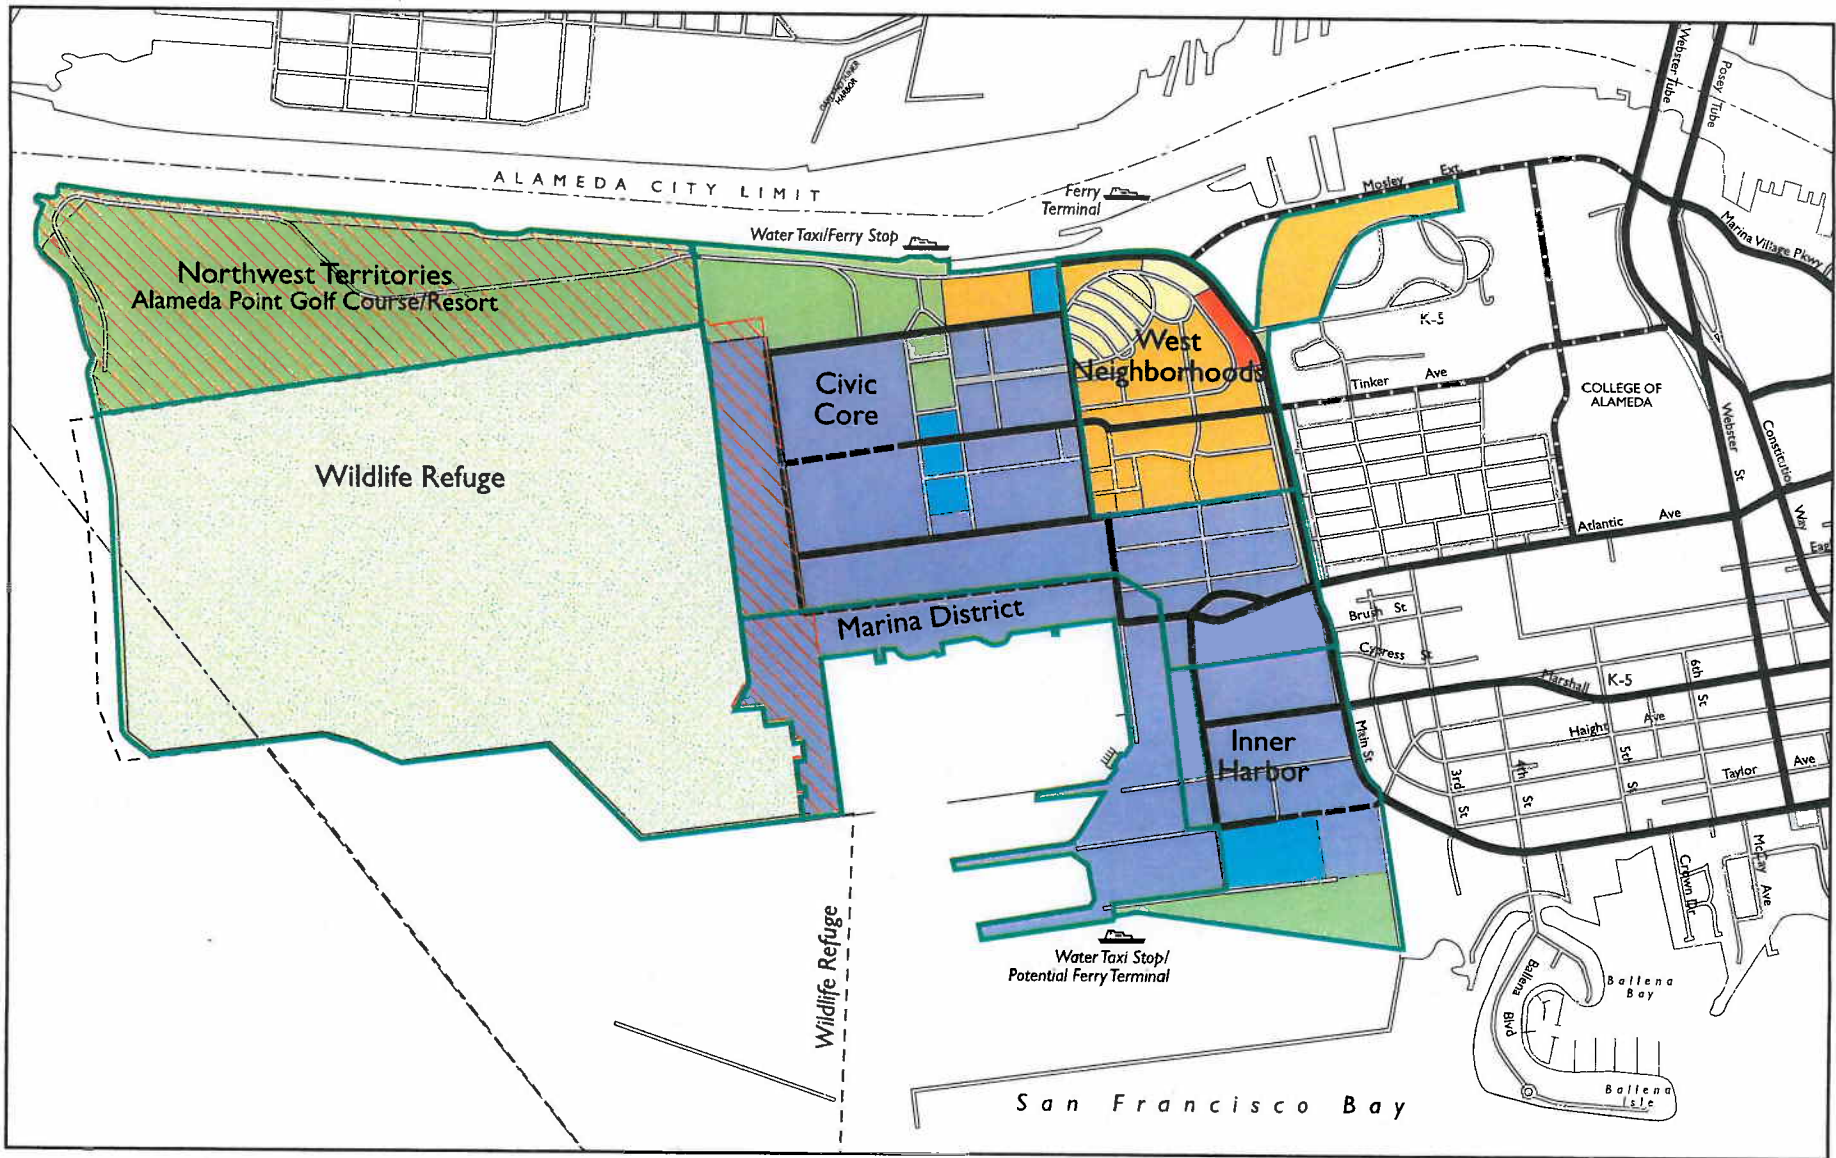 Webster Tube
Posey Tube
OAKLAND INNER
HARBOR
ALAMEDA CITY LIMIT
Ferry
Terminal
Mosley Ext.
Marina Village Pkwy
Water Taxi/Ferry Stop
Northwest Territories
Alameda Point Golf Course/Resort
K-5
West
Neighborhoods
Civic
Core
Tinker Ave
COLLEGE OF
ALAMEDA
Webster St
Constitution Way
Wildlife Refuge
Atlantic Ave
Eagl
Marina District
Brush St
Cypress St
Marshall
K-5
6th St
Haight Ave
Main St
Inner
Harbor
3rd St
4th St
5th St
Taylor Ave
McKay Ave
Crown Dr
Wildlife Refuge
Water Taxi Stop/
Potential Ferry Terminal
Ballena Blvd
Ballena
Bay
Ballena
Isle
San Francisco Bay